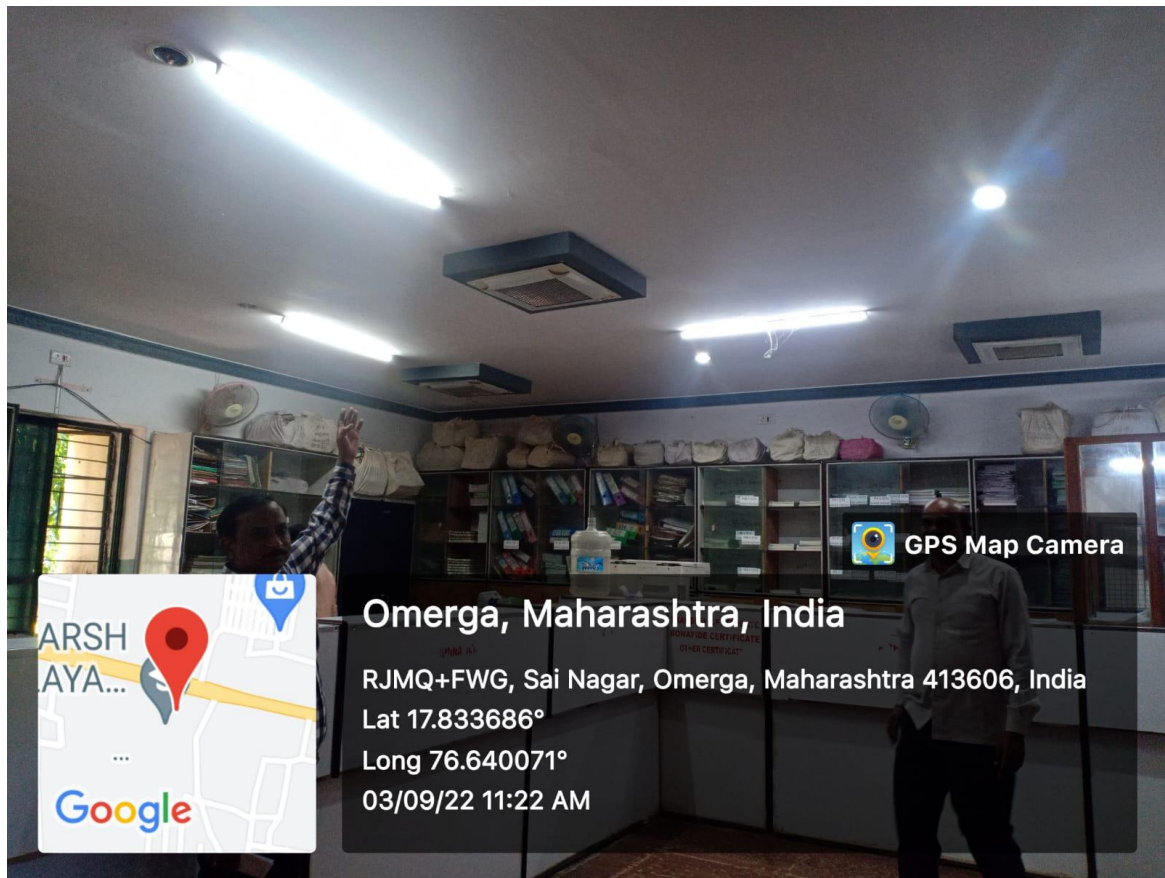 GPS Map Camera
Omerga, Maharashtra, India
RJMQ+FWG, Sai Nagar, Omerga, Maharashtra 413606, India
Lat 17.833686°
Long 76.640071°
03/09/22 11:22 AM
ARSH
AYA...
...
Google
BONAFIDE CERTIFICATE